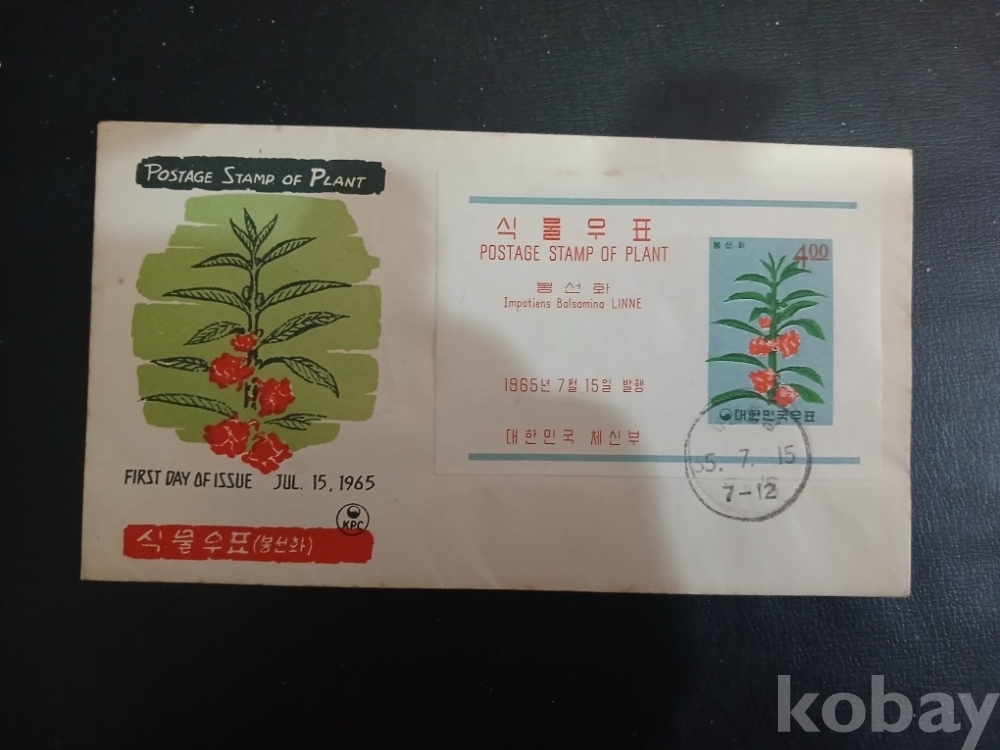 POSTAGE STAMP OF PLANT
FIRST DAY OF ISSUE JUL. 15, 1965
KPC
식물우표(봉선화)
식물우표
POSTAGE STAMP OF PLANT
봉선화
Impatiens Balsamina LINNE
1965년 7월 15일 발행
대한민국 체신부
봉선화
4.00
대한민국우표
65. 7. 15
7-12
kobay